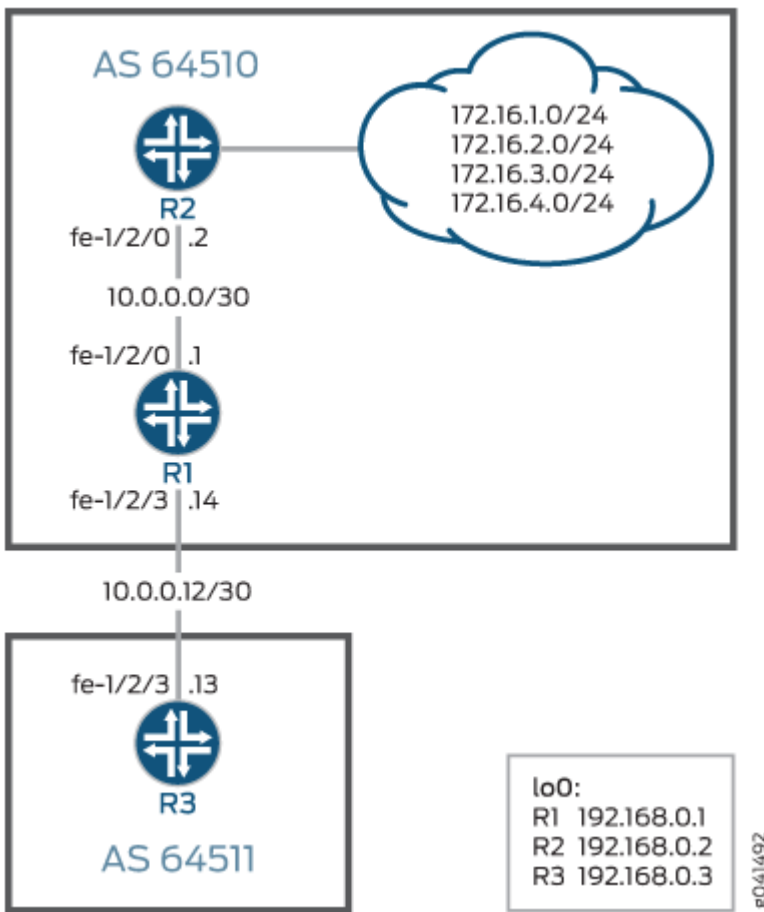 AS 64510
172.16.1.0/24
172.16.2.0/24
172.16.3.0/24
172.16.4.0/24
R2
fe-1/2/0 .2
10.0.0.0/30
fe-1/2/0 .1
R1
fe-1/2/3 .14
10.0.0.12/30
fe-1/2/3 .13
R3
AS 64511
lo0:
R1 192.168.0.1
R2 192.168.0.2
R3 192.168.0.3
g041492